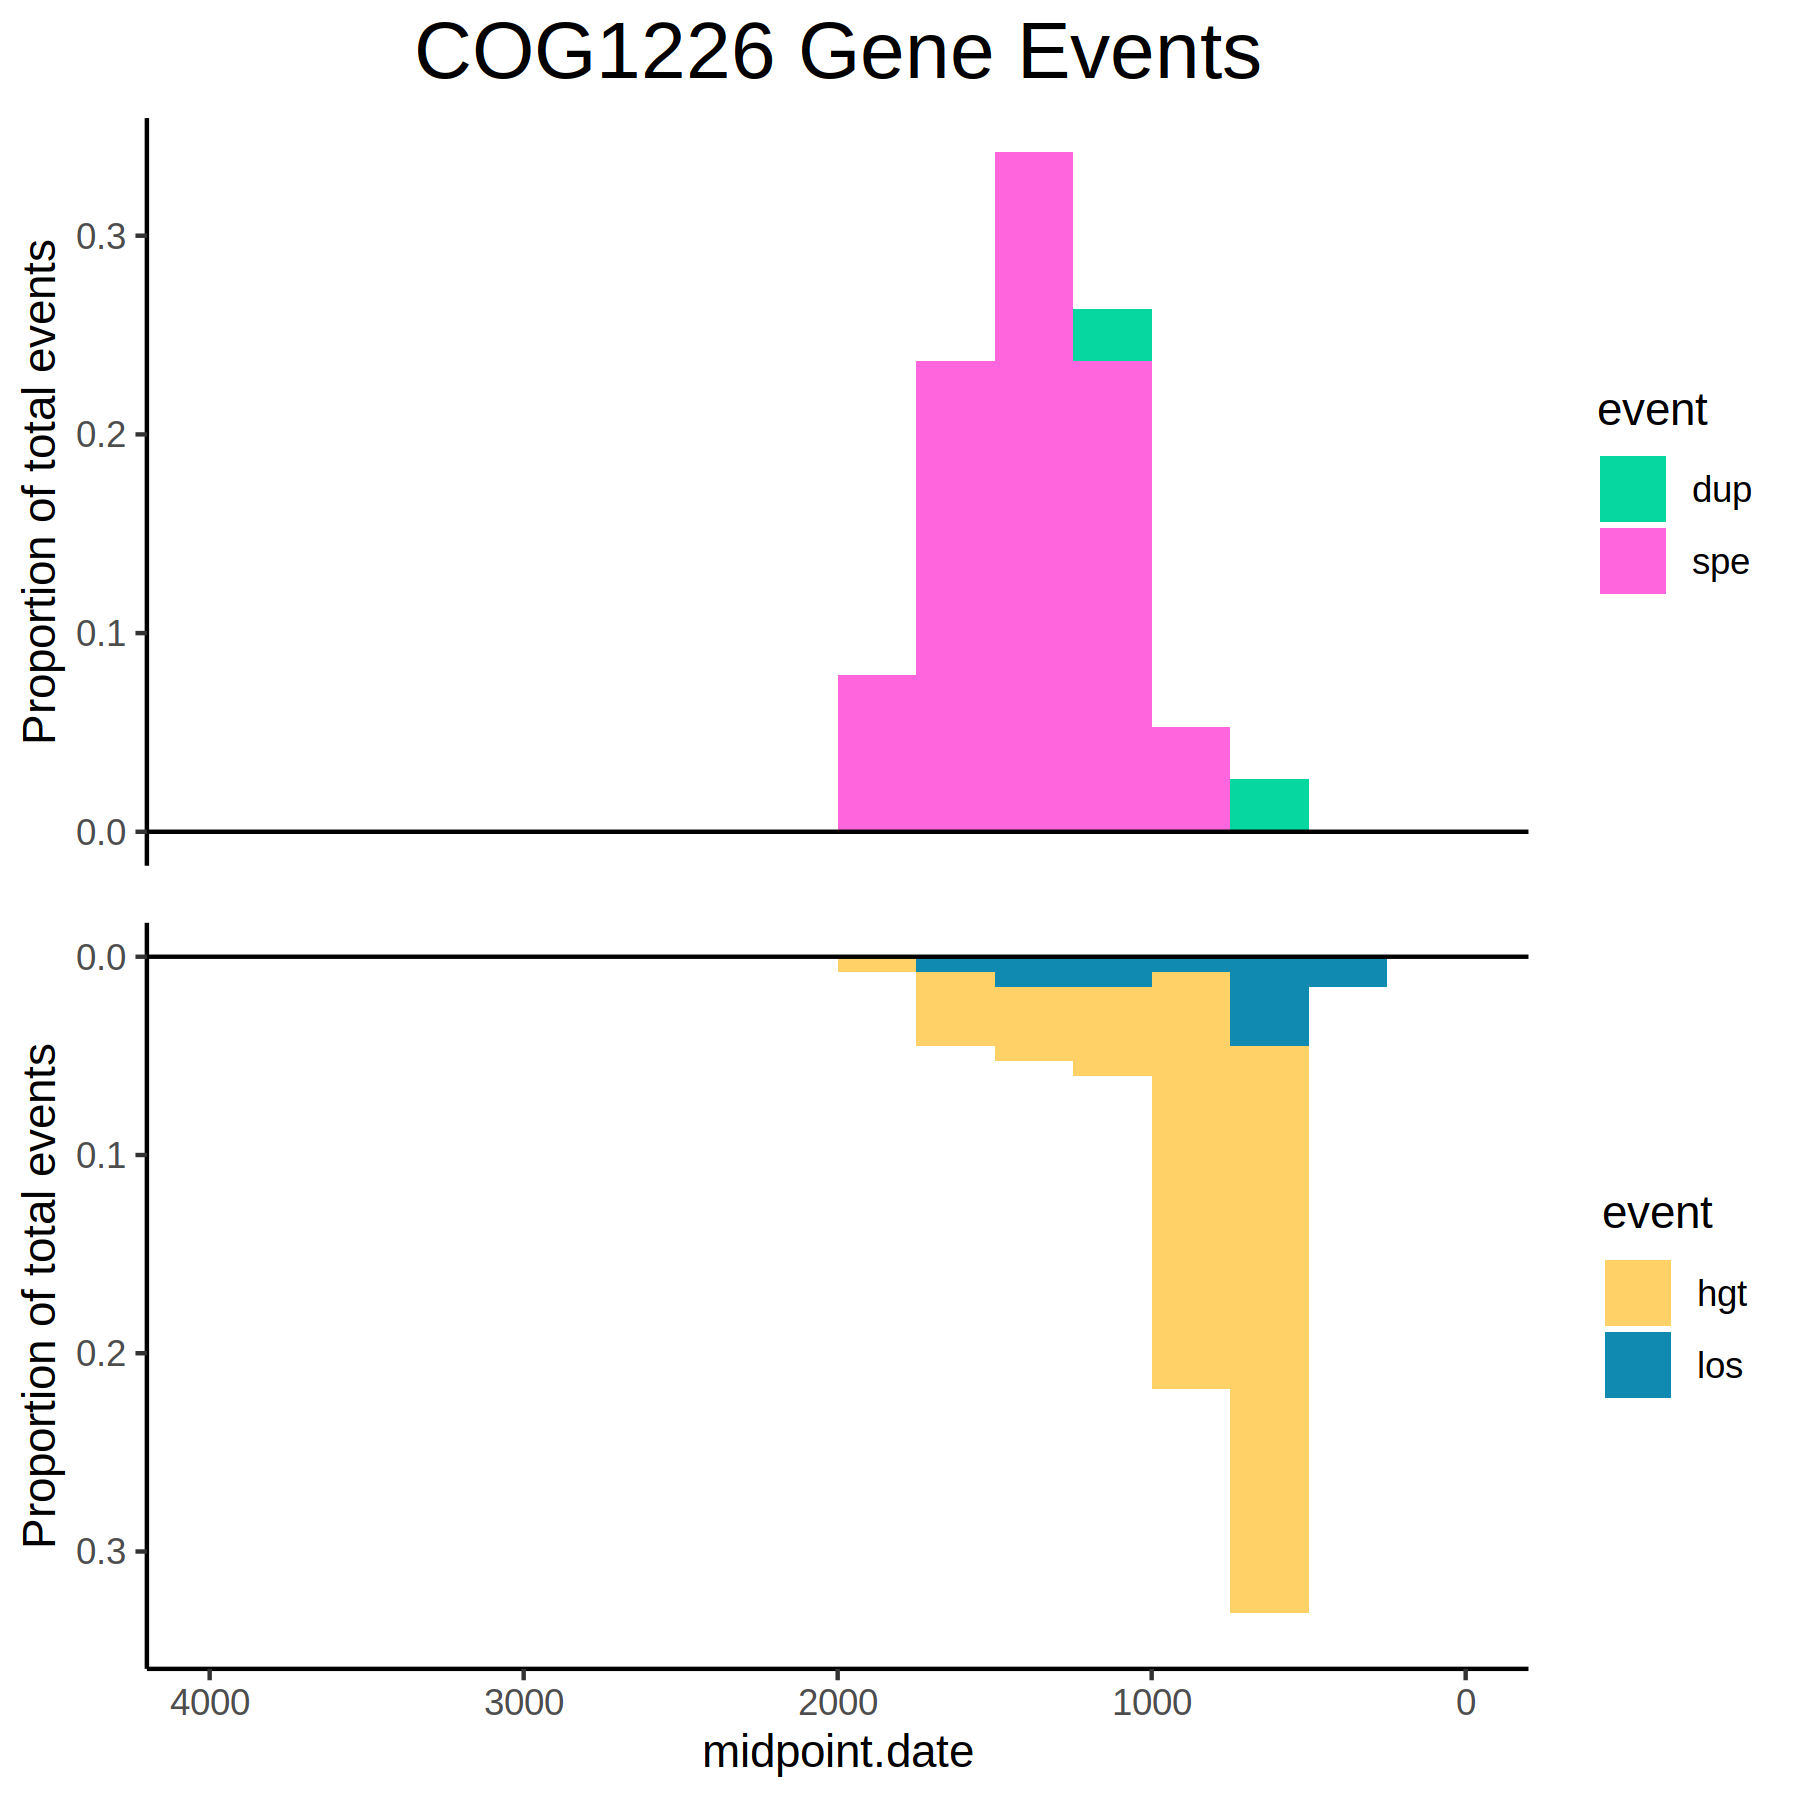 COG1226 Gene Events
Proportion of total events
0.3
0.2
0.1
0.0
event
dup
spe
Proportion of total events
0.0
0.1
0.2
0.3
event
hgt
los
4000 3000 2000 1000 0
midpoint.date